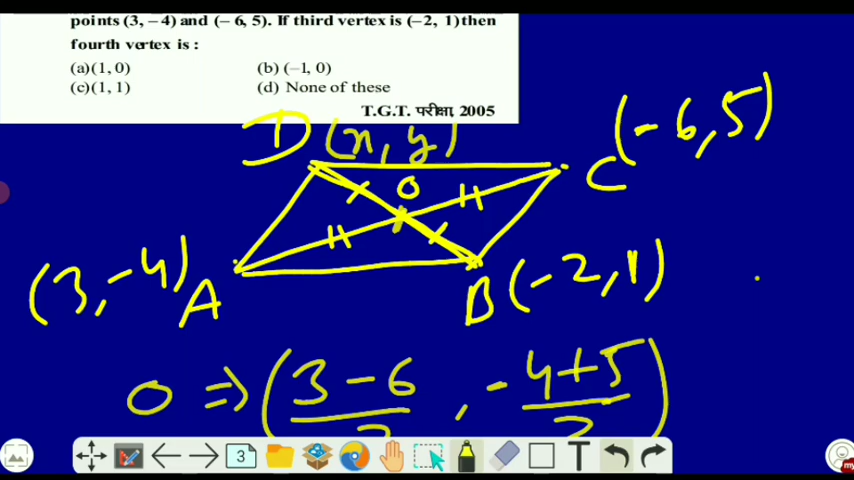 points (3, −4) and (− 6, 5). If third vertex is (−2, 1) then
fourth vertex is :
(a)(1, 0) (b) (−1, 0)
(c)(1, 1) (d) None of these
T.G.T. परीक्षा, 2005
D(x, y)
C (-6, 5)
O
(3, -4) A
B(-2, 1)
O ⇒ (3-6/2, -4+5/2)
3
T
my